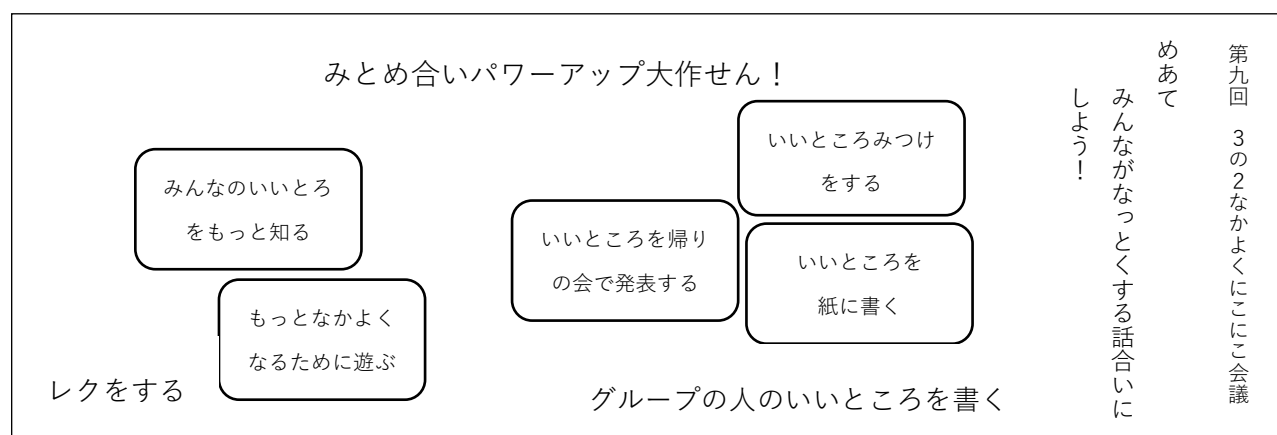 第九回 3の2なかよくにこにこ会議
めあて
みんながなっとくする話合いに
しよう!
みとめ合いパワーアップ大作せん!
いいところみつけ
をする
いいところを
紙に書く
いいところを帰り
の会で発表する
グループの人のいいところを書く
みんなのいいとろ
をもっと知る
もっとなかよく
なるために遊ぶ
レクをする